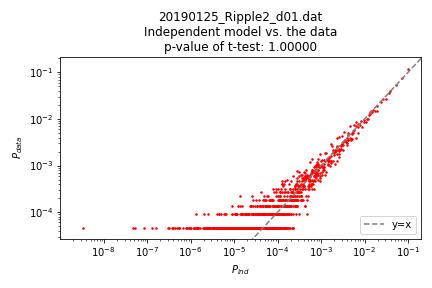 20190125_Ripple2_d01.dat
Independent model vs. the data
p-value of t-test: 1.00000
10⁻¹
10⁻²
10⁻³
10⁻⁴
P_data
y=x
10⁻⁸ 10⁻⁷ 10⁻⁶ 10⁻⁵ 10⁻⁴ 10⁻³ 10⁻² 10⁻¹
P_ind